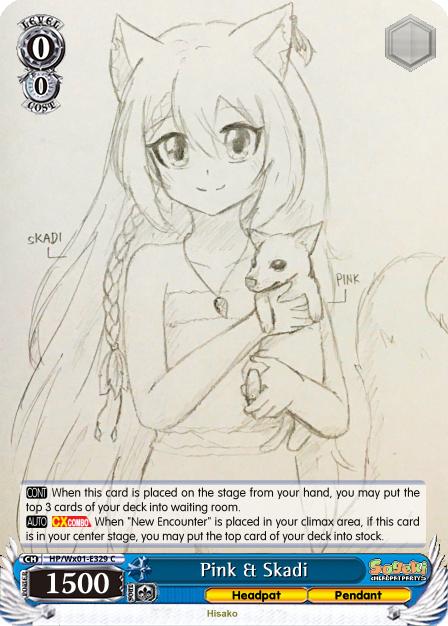 LEVEL
0
0
COST
SKADI
PINK
CONT When this card is placed on the stage from your hand, you may put the
top 3 cards of your deck into waiting room.
AUTO CX COMBO When "New Encounter" is placed in your climax area, if this card
is in center stage, you may put the top card of your deck into stock.
CH HP/Wx01-E329 C
POWER 1500 SOUL Pink & Skadi
HEADPATPARTY
Headpat Pendant
Hisako